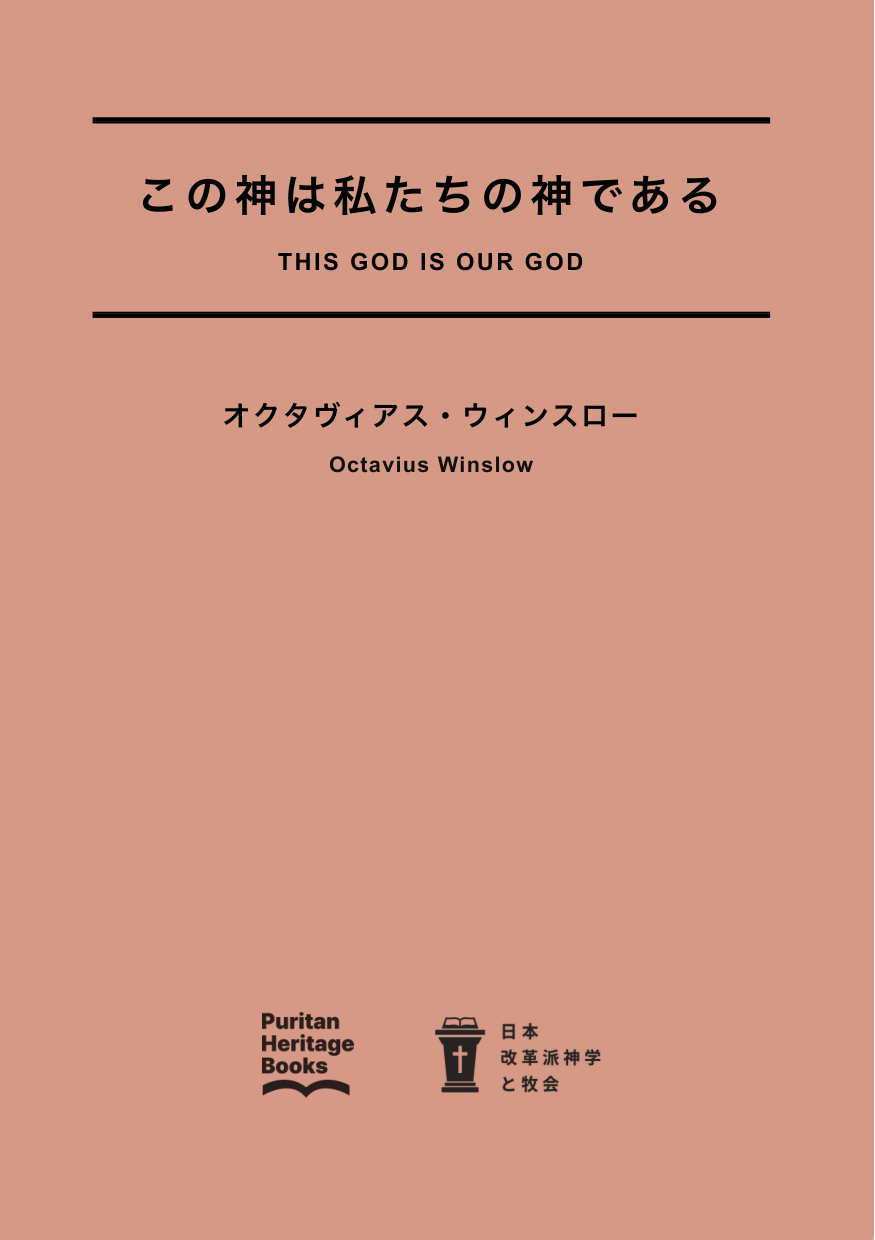 この神は私たちの神である
THIS GOD IS OUR GOD
オクタヴィアス・ウィンスロー
Octavius Winslow
Puritan
Heritage
Books
日本
改革派神学
と牧会